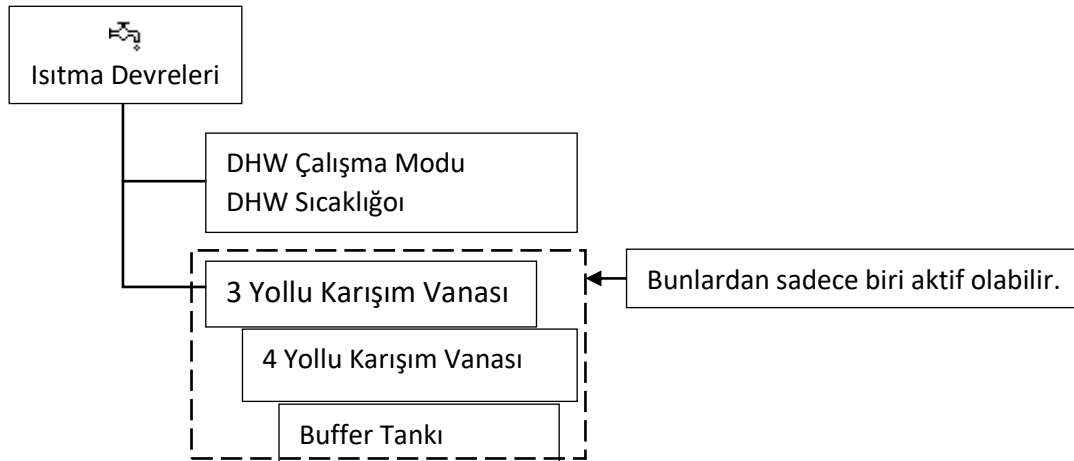 Isıtma Devreleri
DHW Çalışma Modu
DHW Sıcaklığoı
3 Yollu Karışım Vanası
Bunlardan sadece biri aktif olabilir.
4 Yollu Karışım Vanası
Buffer Tankı